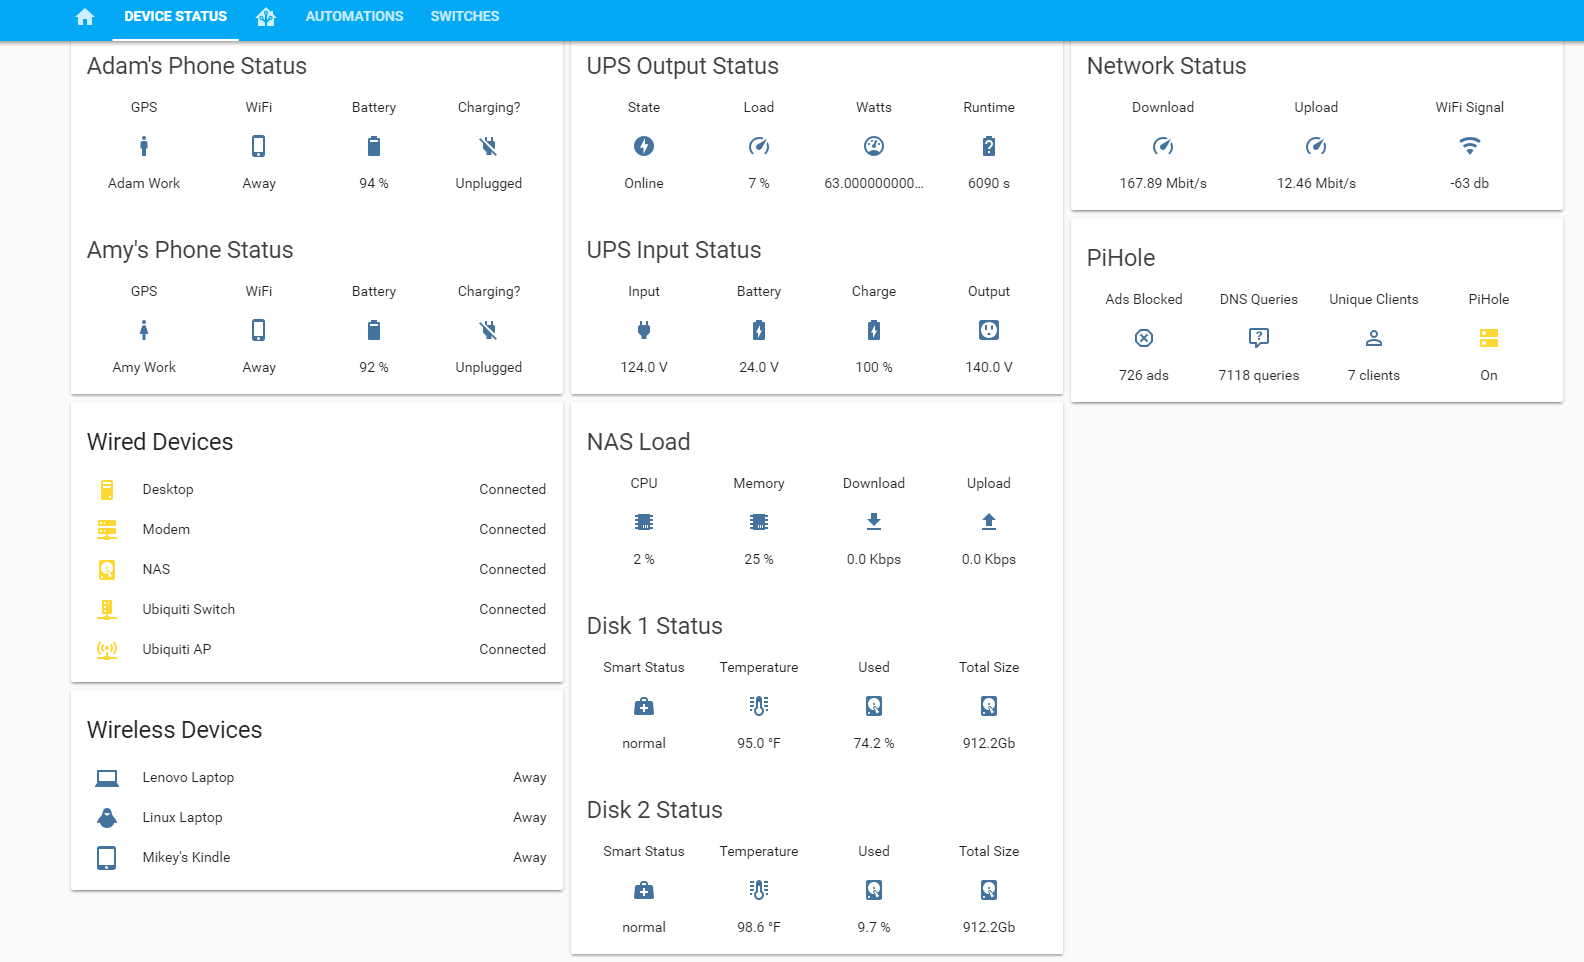 DEVICE STATUS AUTOMATIONS SWITCHES
Adam's Phone Status
GPS WiFi Battery Charging?
Adam Work Away 94 % Unplugged
Amy's Phone Status
GPS WiFi Battery Charging?
Amy Work Away 92 % Unplugged
Wired Devices
Desktop Connected
Modem Connected
NAS Connected
Ubiquiti Switch Connected
Ubiquiti AP Connected
Wireless Devices
Lenovo Laptop Away
Linux Laptop Away
Mikey's Kindle Away
UPS Output Status
State Load Watts Runtime
Online 7 % 63.000000000... 6090 s
UPS Input Status
Input Battery Charge Output
124.0 V 24.0 V 100 % 140.0 V
NAS Load
CPU Memory Download Upload
2 % 25 % 0.0 Kbps 0.0 Kbps
Disk 1 Status
Smart Status Temperature Used Total Size
normal 95.0 °F 74.2 % 912.2Gb
Disk 2 Status
Smart Status Temperature Used Total Size
normal 98.6 °F 9.7 % 912.2Gb
Network Status
Download Upload WiFi Signal
167.89 Mbit/s 12.46 Mbit/s -63 db
PiHole
Ads Blocked DNS Queries Unique Clients PiHole
726 ads 7118 queries 7 clients On